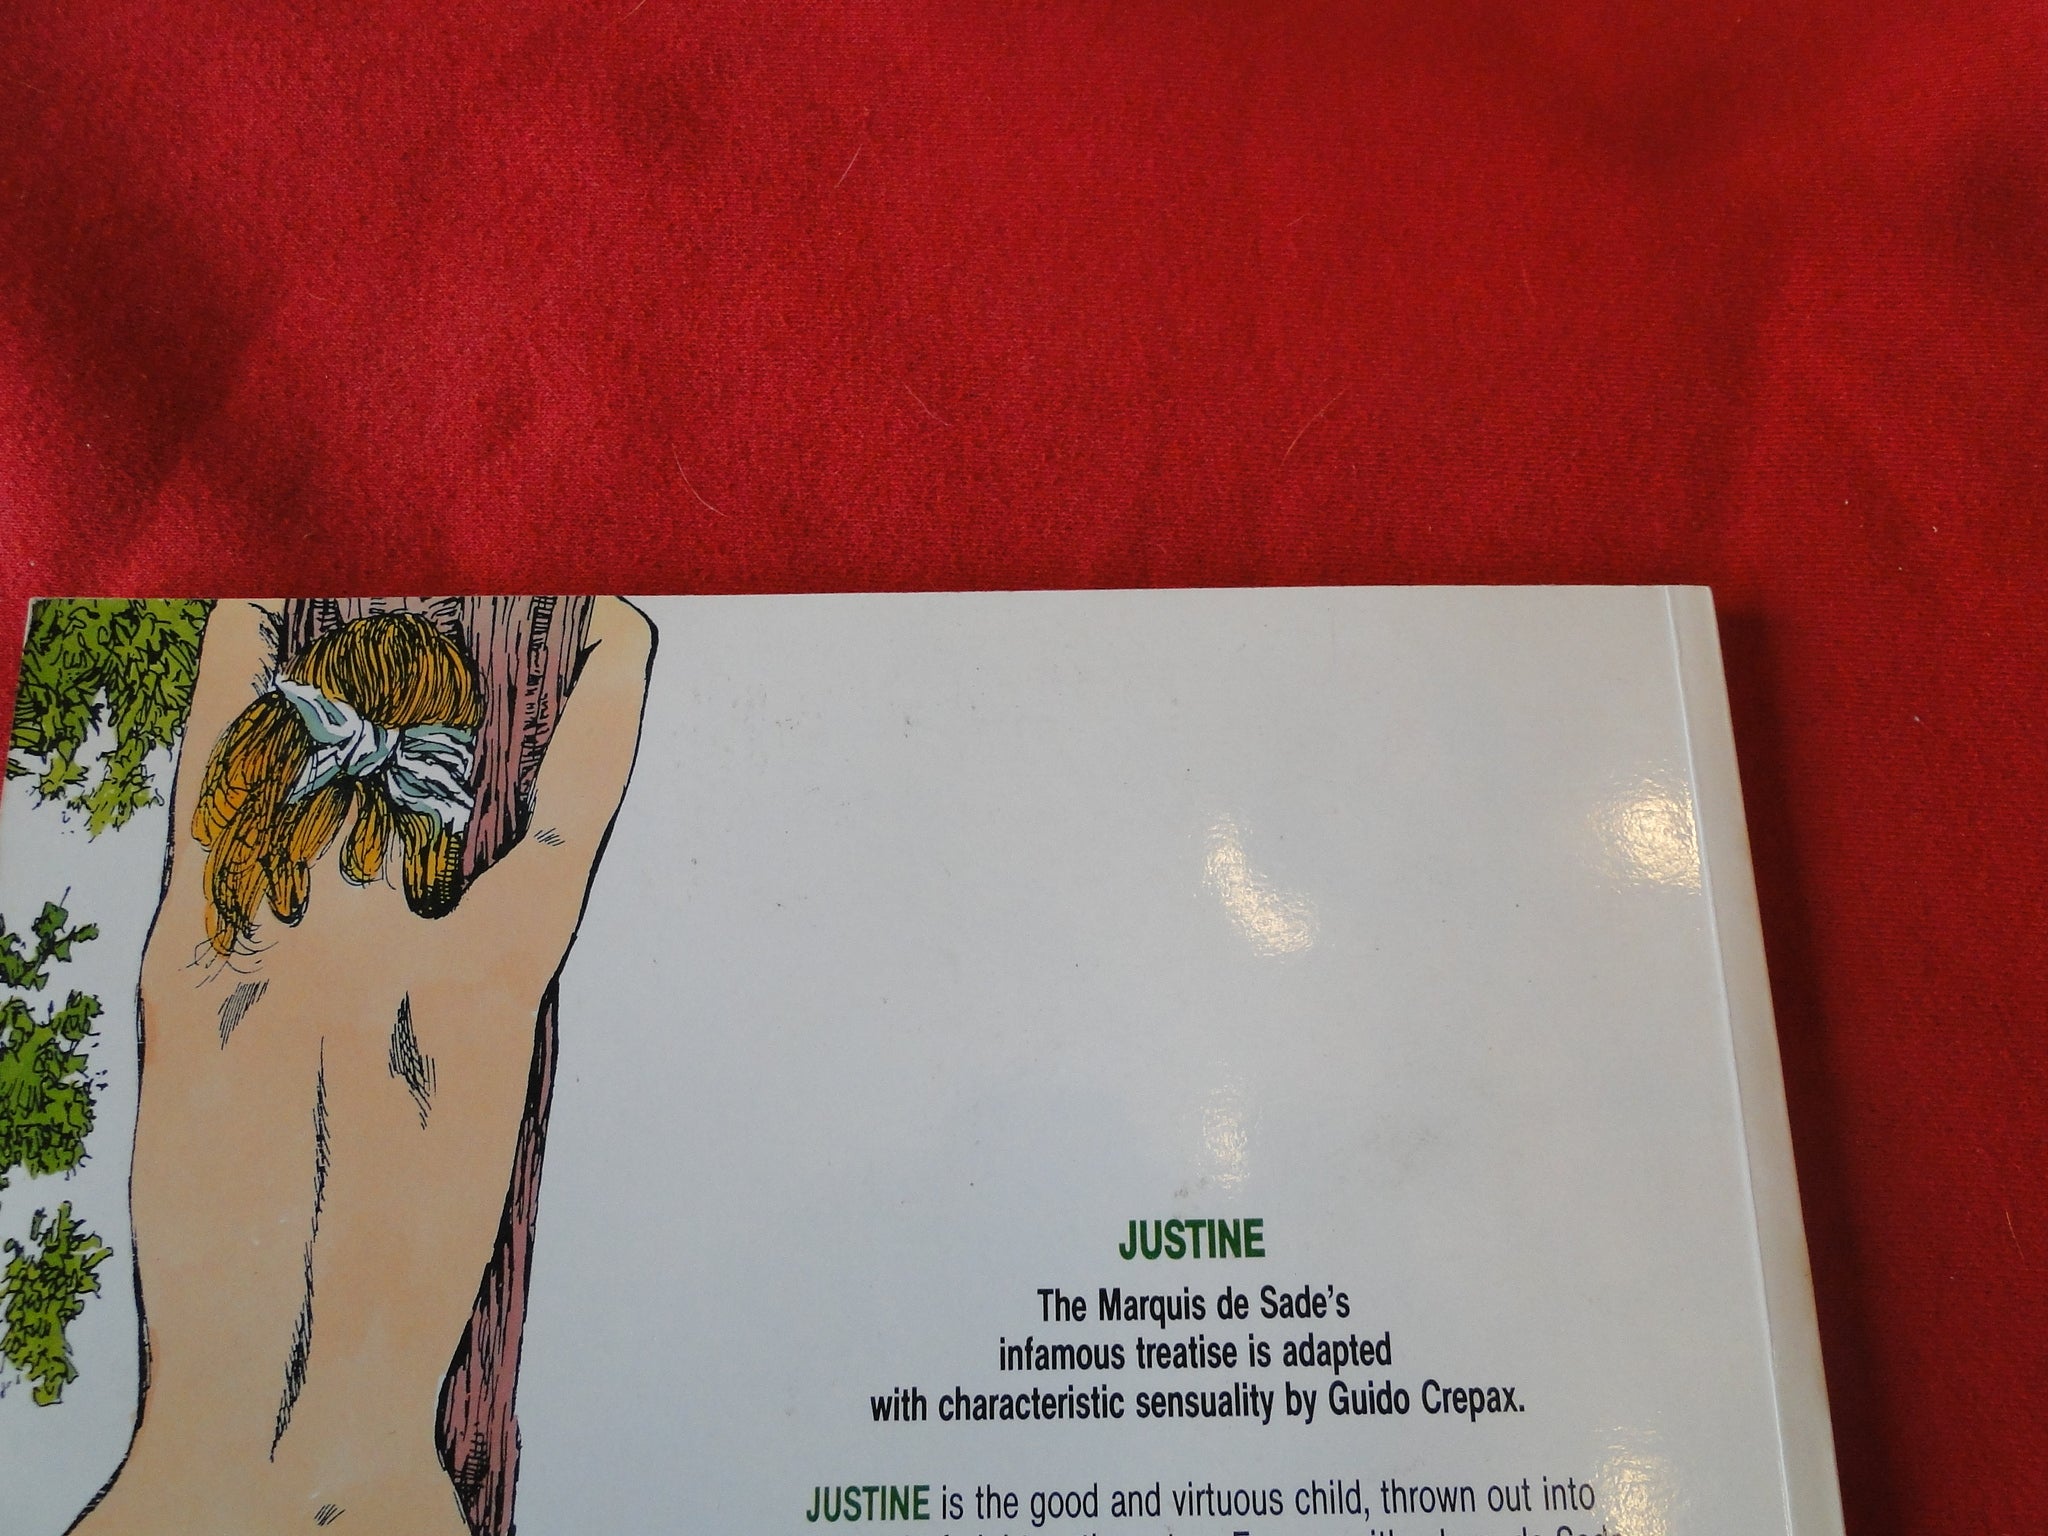 JUSTINE
The Marquis de Sade's
infamous treatise is adapted
with characteristic sensuality by Guido Crepax.
JUSTINE is the good and virtuous child, thrown out into